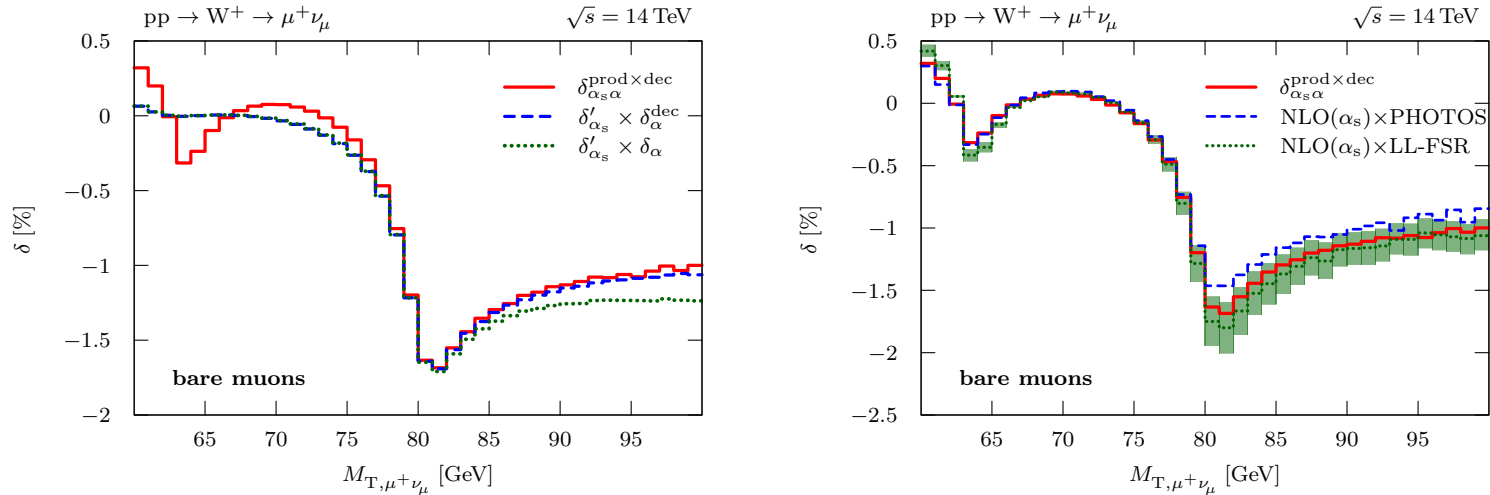 pp → W⁺ → μ⁺ν_μ √s = 14 TeV
δ^{prod×dec}_{α_sα}
δ′_{α_s} × δ^{dec}_α
δ′_{α_s} × δ_α
0.5
0
−0.5
−1
−1.5
−2
δ [%]
bare muons
65 70 75 80 85 90 95
M_{T,μ⁺ν_μ} [GeV]
pp → W⁺ → μ⁺ν_μ √s = 14 TeV
δ^{prod×dec}_{α_sα}
NLO(α_s)×PHOTOS
NLO(α_s)×LL-FSR
0.5
0
−0.5
−1
−1.5
−2
−2.5
δ [%]
bare muons
65 70 75 80 85 90 95
M_{T,μ⁺ν_μ} [GeV]